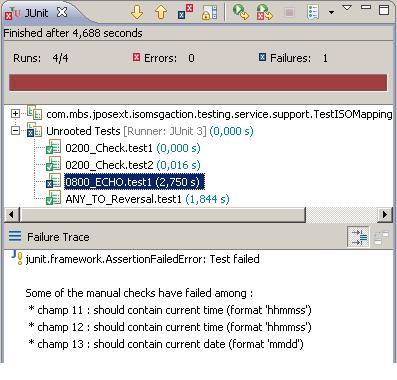 JUnit
Finished after 4,688 seconds
Runs: 4/4 Errors: 0 Failures: 1
com.mbs.jposext.isomsgaction.testing.service.support.TestISOMapping
Unrooted Tests [Runner: JUnit 3] (0,000 s)
0200_Check.test1 (0,000 s)
0200_Check.test2 (0,016 s)
0800_ECHO.test1 (2,750 s)
ANY_TO_Reversal.test1 (1,844 s)
Failure Trace
junit.framework.AssertionFailedError: Test failed
Some of the manual checks have failed among :
* champ 11 : should contain current time (format 'hhmmss')
* champ 12 : should contain current time (format 'hhmmss')
* champ 13 : should contain current date (format 'mmdd')